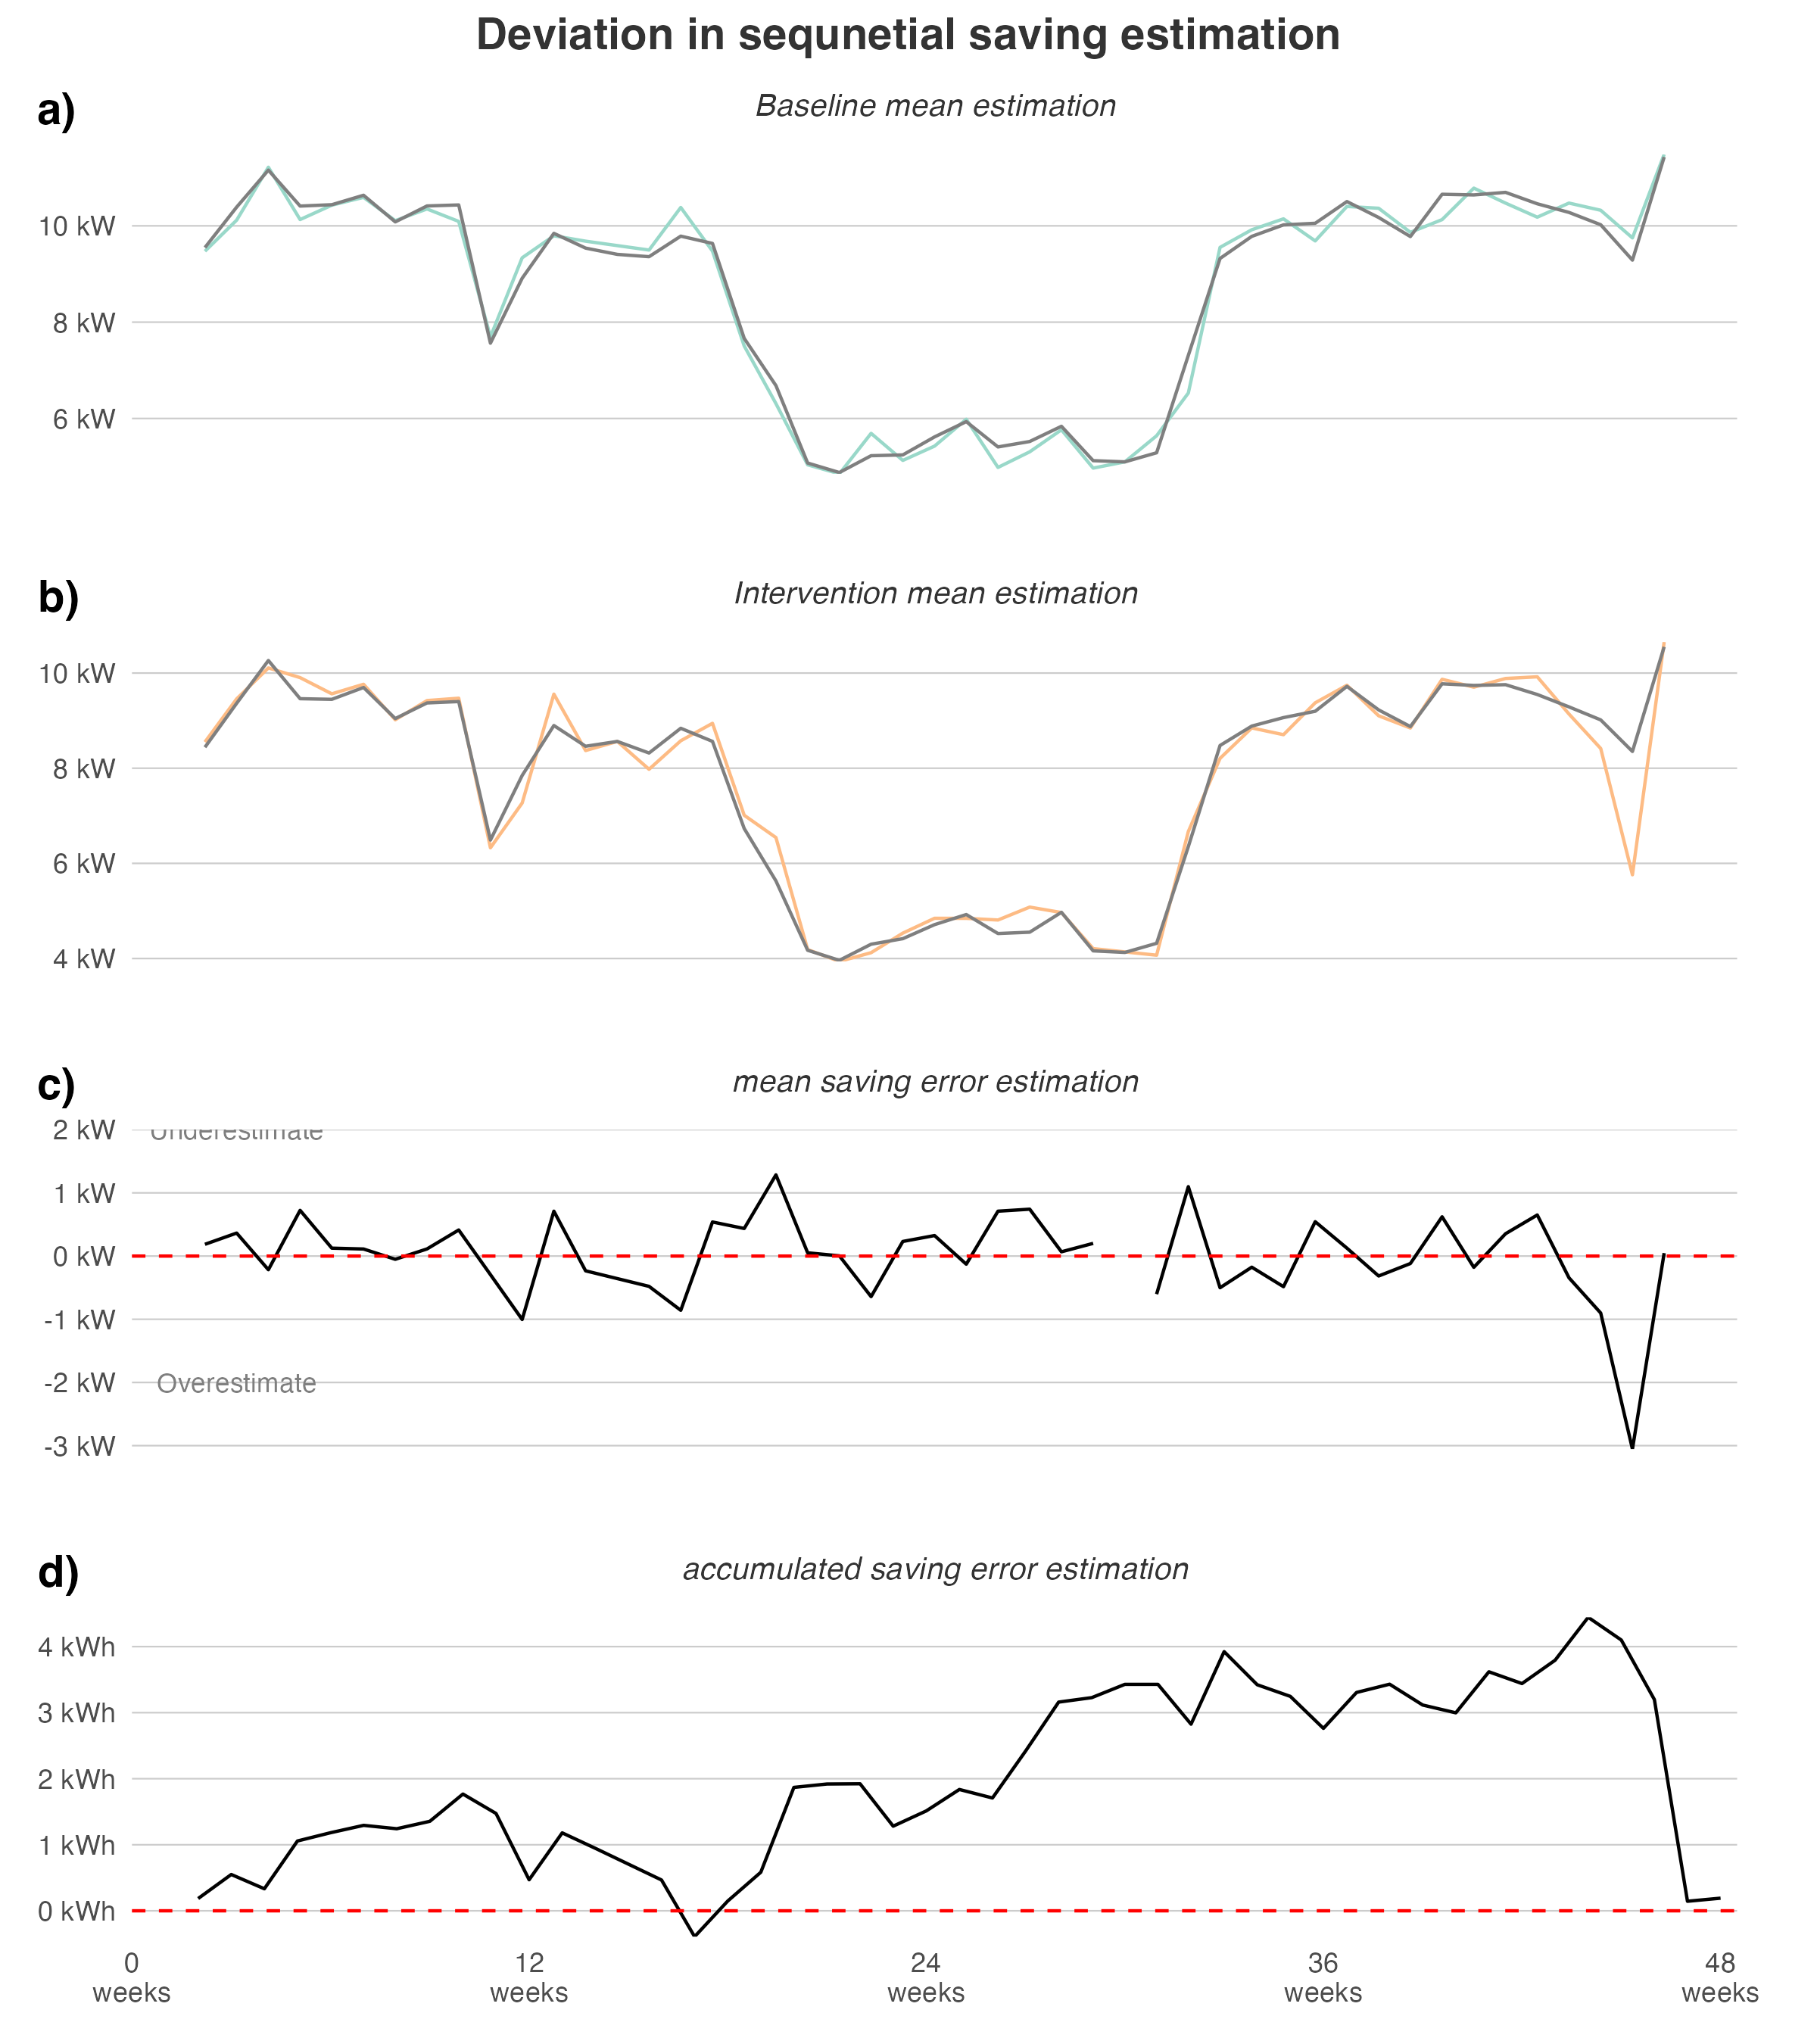 Deviation in sequnetial saving estimation
a)
Baseline mean estimation
10 kW
8 kW
6 kW
b)
Intervention mean estimation
10 kW
8 kW
6 kW
4 kW
c)
mean saving error estimation
2 kW
Underestimate
1 kW
0 kW
-1 kW
-2 kW
Overestimate
-3 kW
d)
accumulated saving error estimation
4 kWh
3 kWh
2 kWh
1 kWh
0 kWh
0 12 24 36 48
weeks weeks weeks weeks weeks